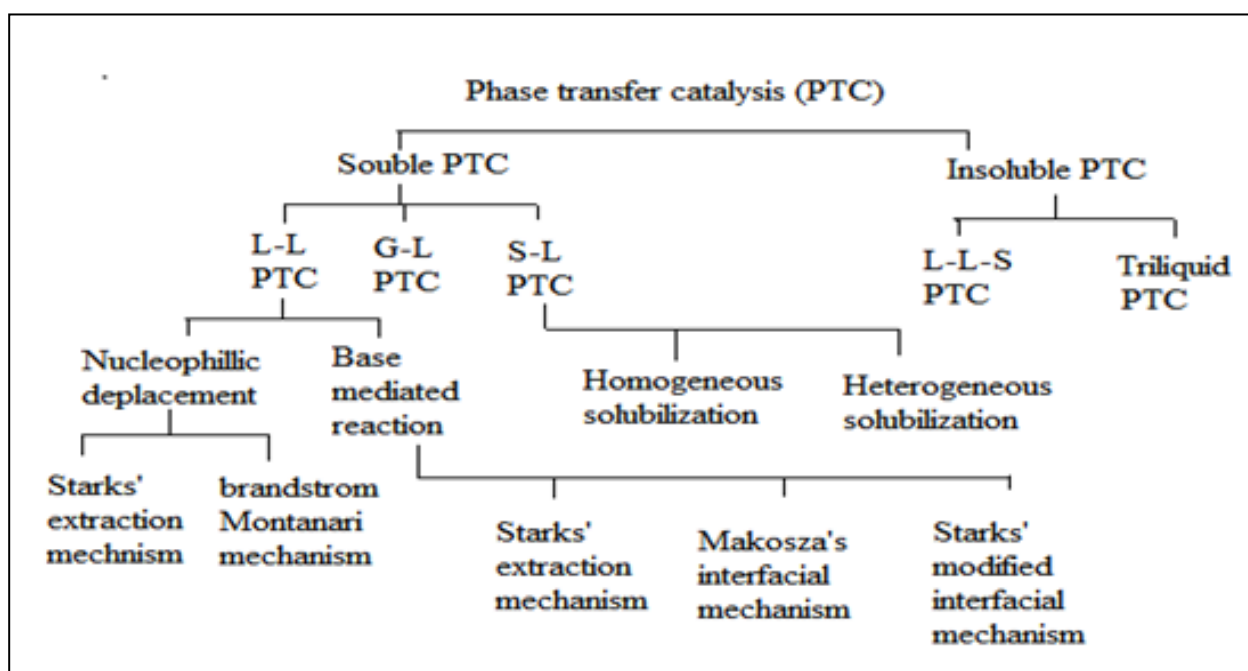 Phase transfer catalysis (PTC)
Souble PTC
Insoluble PTC
L-L
PTC
G-L
PTC
S-L
PTC
L-L-S
PTC
Triliquid
PTC
Nucleophillic
deplacement
Base
mediated
reaction
Homogeneous
solubilization
Heterogeneous
solubilization
Starks'
extraction
mechnism
brandstrom
Montanari
mechanism
Starks'
extraction
mechanism
Makosza's
interfacial
mechanism
Starks'
modified
interfacial
mechanism